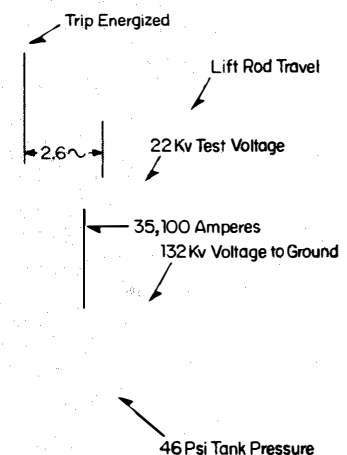 Trip Energized
Lift Rod Travel
2.6~
22 Kv Test Voltage
35,100 Amperes
132 Kv Voltage to Ground
46 Psi Tank Pressure